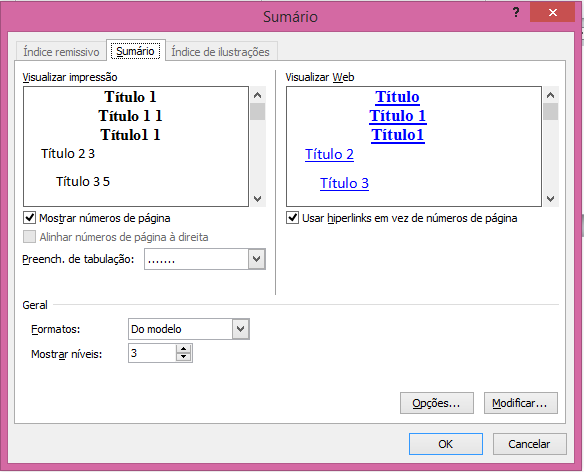 Sumário
?
Índice remissivo
Sumário
Índice de ilustrações
Visualizar impressão
Título 1
Título 1 1
Título1 1
Título 2 3
Título 3 5
Mostrar números de página
Alinhar números de página à direita
Preench. de tabulação: .......
Visualizar Web
Título
Título 1
Título1
Título 2
Título 3
Usar hiperlinks em vez de números de página
Geral
Formatos: Do modelo
Mostrar níveis: 3
Opções...
Modificar...
OK
Cancelar